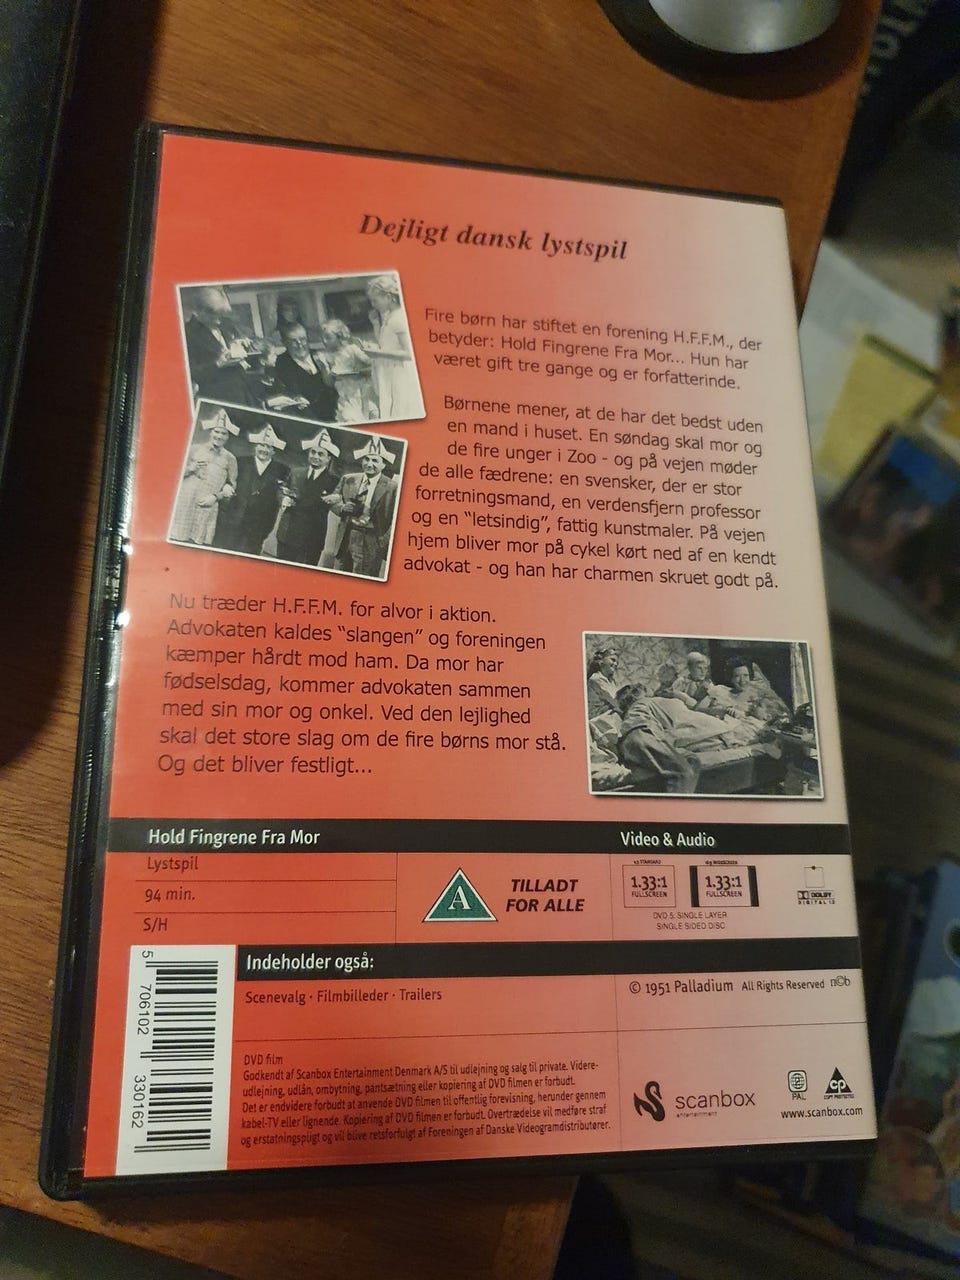 Dejligt dansk lystspil
Fire børn har stiftet en forening H.F.F.M., der
betyder: Hold Fingrene Fra Mor... Hun har
været gift tre gange og er forfatterinde.
Børnene mener, at de har det bedst uden
en mand i huset. En søndag skal mor og
de fire unger i Zoo - og på vejen møder
de alle fædrene: en svensker, der er stor
forretningsmand, en verdensfjern professor
og en "letsindig", fattig kunstmaler. På vejen
hjem bliver mor på cykel kørt ned af en kendt
advokat - og han har charmen skruet godt på.
Nu træder H.F.F.M. for alvor i aktion.
Advokaten kaldes "slangen" og foreningen
kæmper hårdt mod ham. Da mor har
fødselsdag, kommer advokaten sammen
med sin mor og onkel. Ved den lejlighed
skal det store slag om de fire børns mor stå.
Og det bliver festligt...
Hold Fingrene Fra Mor
Video & Audio
Lystspil
94 min.
S/H
A
TILLADT
FOR ALLE
1.33:1
FULLSCREEN
1.33:1
FULLSCREEN
DVD 5: SINGLE LAYER
SINGLE SIDED DISC
DOLBY
DIGITAL
Indeholder også:
Scenevalg · Filmbilleder · Trailers
© 1951 Palladium All Rights Reserved n©b
DVD film
Godkendt af Scanbox Entertainment Denmark A/S til udlejning og salg til private. Videre-
udlejning, udlån, ombytning, pantsætning eller kopiering af DVD filmen er forbudt.
Det er endvidere forbudt at anvende DVD filmen til offentlig forevisning, herunder gennem
kabel-TV eller lignende. Kopiering af DVD filmen er forbudt. Overtrædelse vil medføre straf
og erstatningspligt og vil blive retsforfulgt af Foreningen af Danske Videogramdistributører.
scanbox
entertainment
PAL
CP
COPY PROTECTED
www.scanbox.com
5 706102 330162